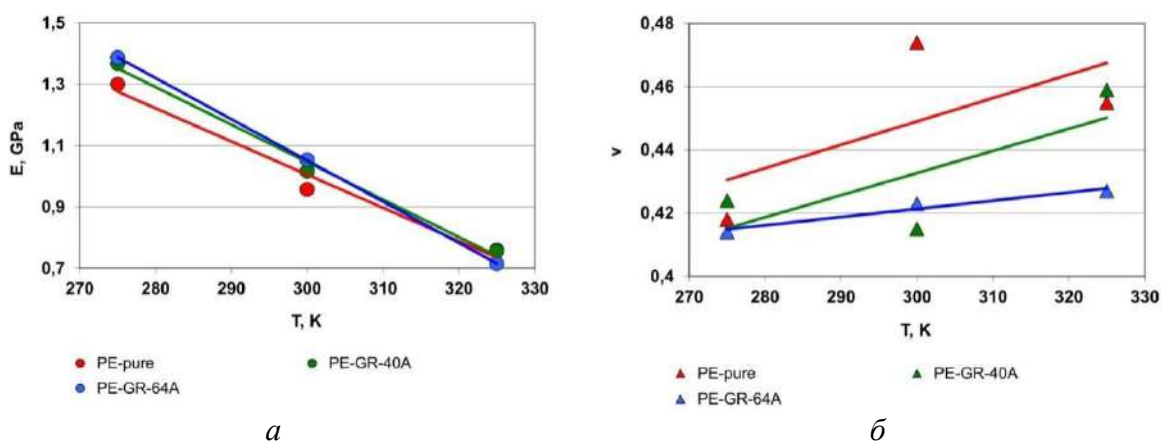 1,5
1,3
1,1
0,9
0,7
E, GPa
270 280 290 300 310 320 330
T, K
PE-pure PE-GR-40A
PE-GR-64A
а
0,48
0,46
0,44
0,42
0,4
v
270 280 290 300 310 320 330
T, K
PE-pure PE-GR-40A
PE-GR-64A
б